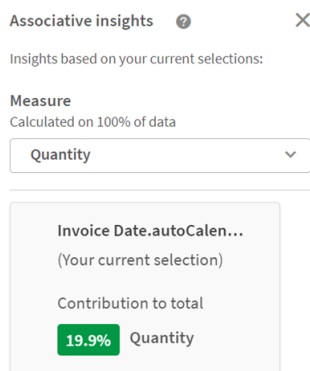 Associative insights ?
Insights based on your current selections:
Measure
Calculated on 100% of data
Quantity
Invoice Date.autoCalen...
(Your current selection)
Contribution to total
19.9% Quantity